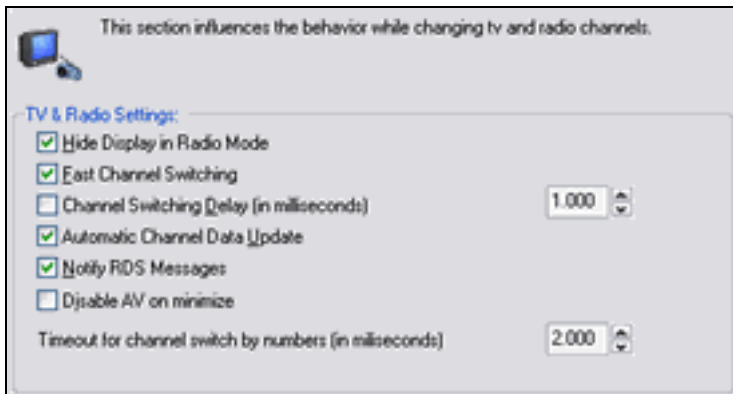 This section influences the behavior while changing tv and radio channels.
TV & Radio Settings:
Hide Display in Radio Mode
Fast Channel Switching
Channel Switching Delay (in milliseconds) 1.000
Automatic Channel Data Update
Notify RDS Messages
Disable AV on minimize
Timeout for channel switch by numbers (in miliseconds) 2.000